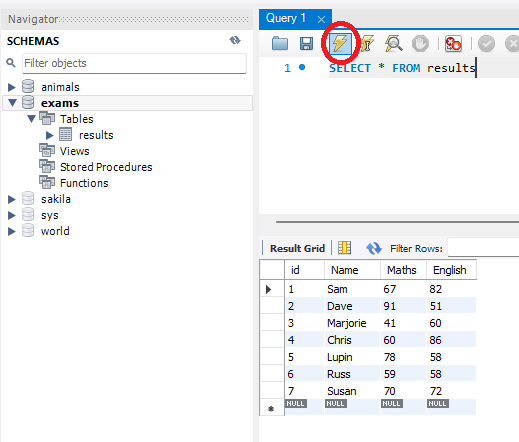 Navigator
SCHEMAS
Filter objects
animals
exams
Tables
results
Views
Stored Procedures
Functions
sakila
sys
world
Query 1
1 SELECT * FROM results
Result Grid Filter Rows:
id Name Maths English
1 Sam 67 82
2 Dave 91 51
3 Marjorie 41 60
4 Chris 60 86
5 Lupin 78 58
6 Russ 59 58
7 Susan 70 72
NULL NULL NULL NULL